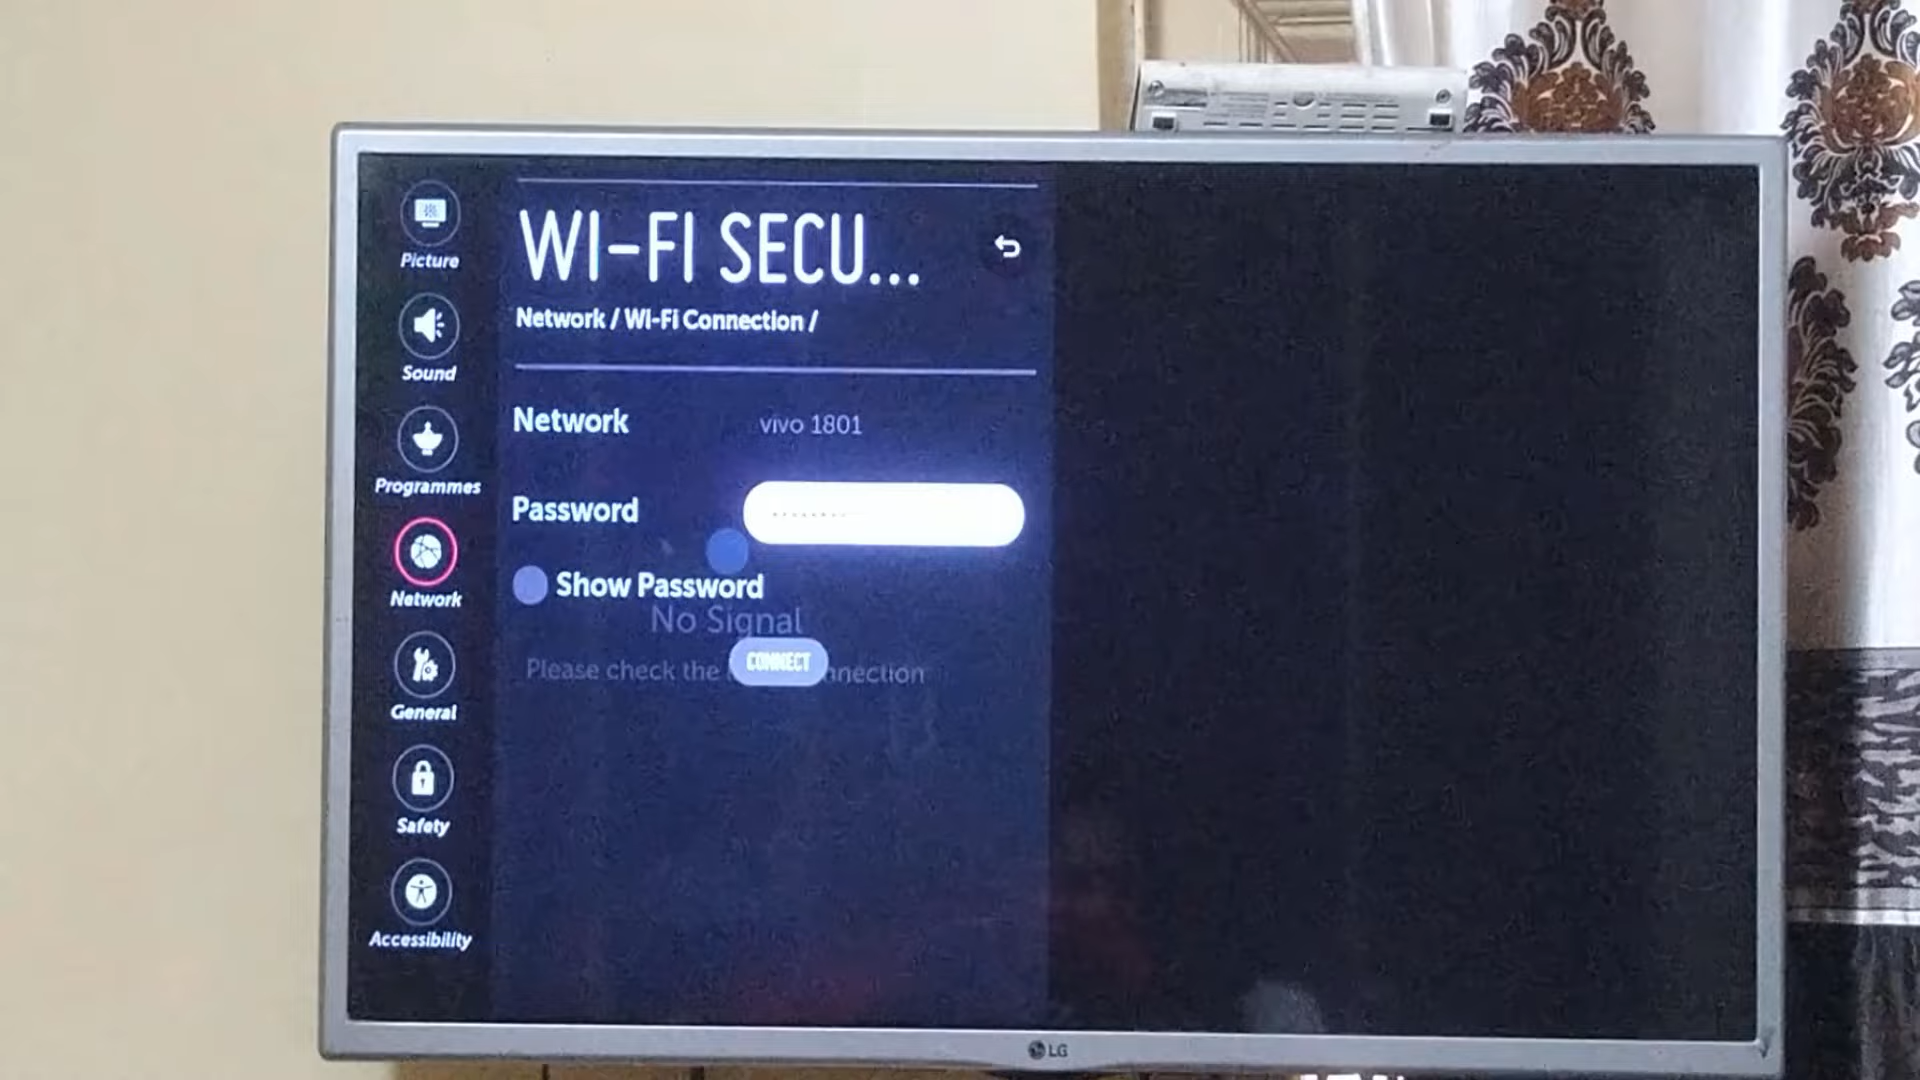 Picture
Sound
Programmes
Network
General
Safety
Accessibility
WI-FI SECU...
Network / Wi-Fi Connection /
Network vivo 1801
Password ········
Show Password
No Signal
Please check the
nnection
CONNECT
LG